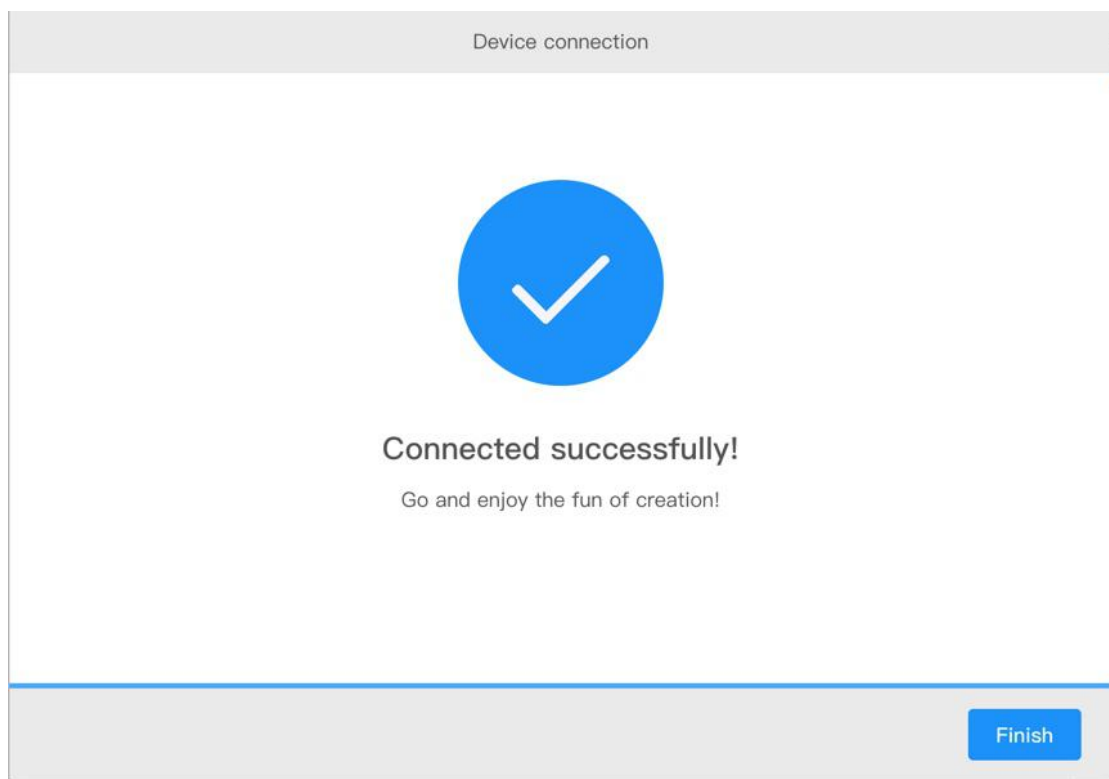 Device connection
Connected successfully!
Go and enjoy the fun of creation!
Finish